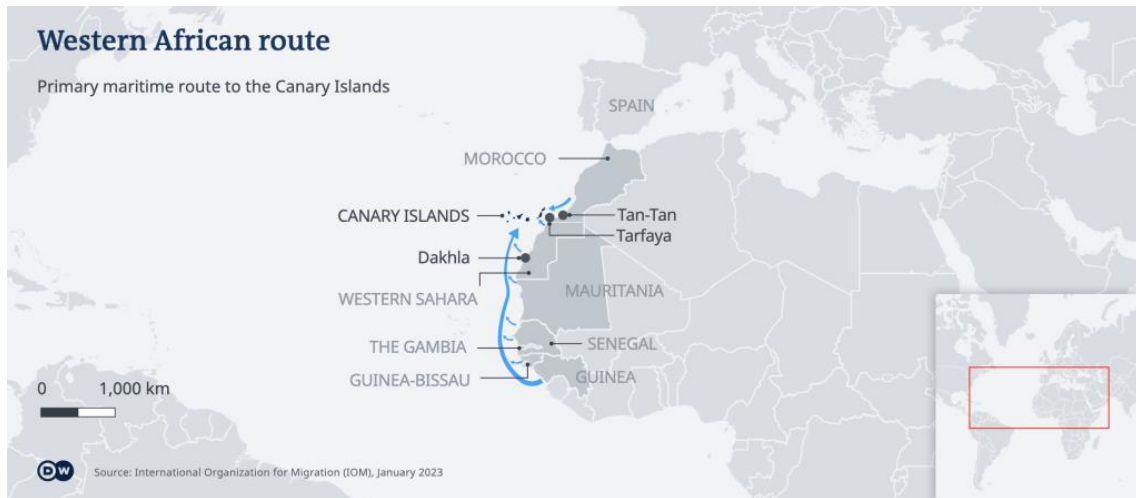 Western African route
Primary maritime route to the Canary Islands
SPAIN
MOROCCO
CANARY ISLANDS
Tan-Tan
Tarfaya
Dakhla
WESTERN SAHARA
MAURITANIA
THE GAMBIA
SENEGAL
GUINEA-BISSAU
GUINEA
0 1,000 km
DW Source: International Organization for Migration (IOM), January 2023